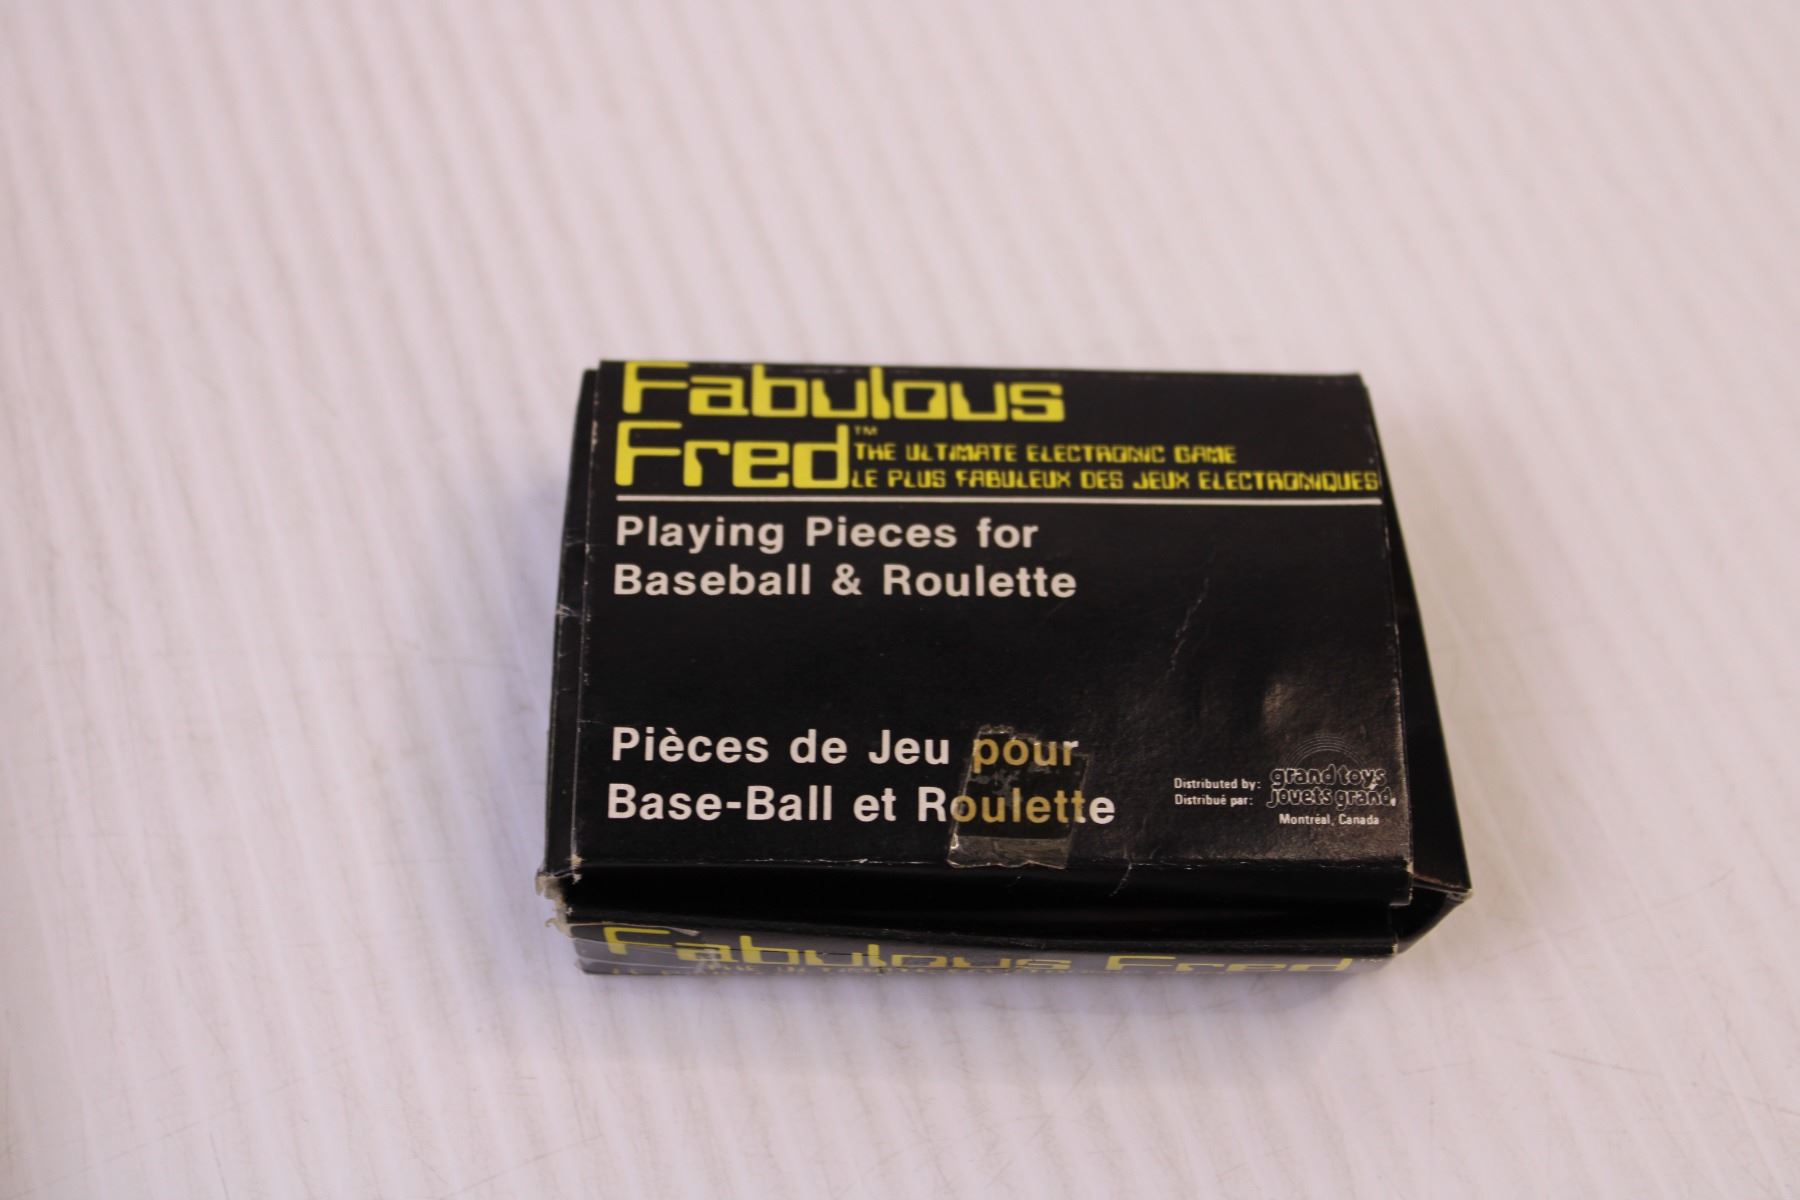 Fabulous
Fred™
THE ULTIMATE ELECTRONIC GAME
LE PLUS FABULEUX DES JEUX ELECTRONIQUES
Playing Pieces for
Baseball & Roulette
Pièces de Jeu pour
Base-Ball et Roulette
Distributed by:
Distribué par:
grand toys
jouets grand
Montréal, Canada
Fabulous Fred